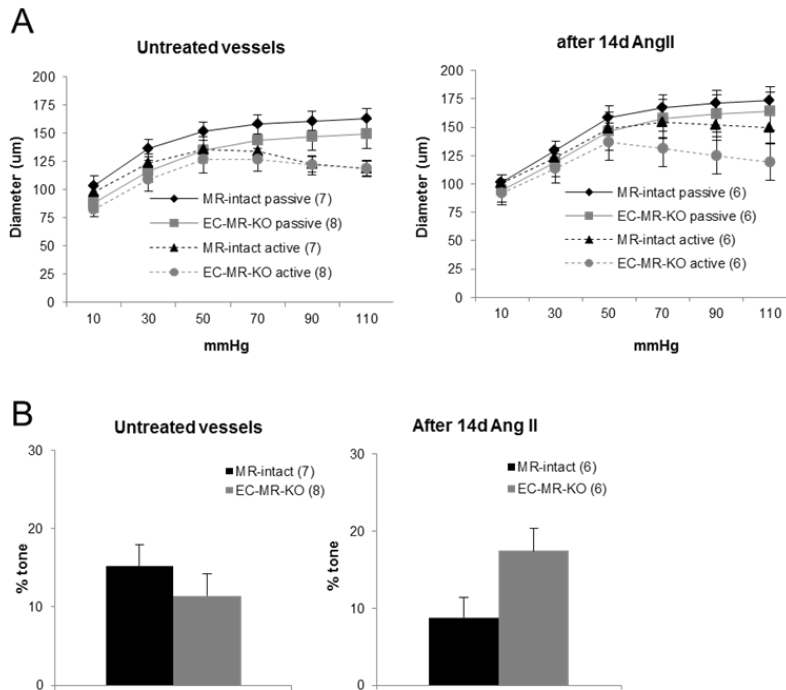 A
Untreated vessels
Diameter (um)
200
175
150
125
100
75
50
25
0
MR-intact passive (7)
EC-MR-KO passive (8)
MR-intact active (7)
EC-MR-KO active (8)
10 30 50 70 90 110
mmHg
after 14d AngII
Diameter (um)
200
175
150
125
100
75
50
25
0
MR-intact passive (6)
EC-MR-KO passive (6)
MR-intact active (6)
EC-MR-KO active (6)
10 30 50 70 90 110
mmHg
B
Untreated vessels
% tone
30
20
10
0
MR-intact (7)
EC-MR-KO (8)
After 14d Ang II
% tone
30
20
10
0
MR-intact (6)
EC-MR-KO (6)